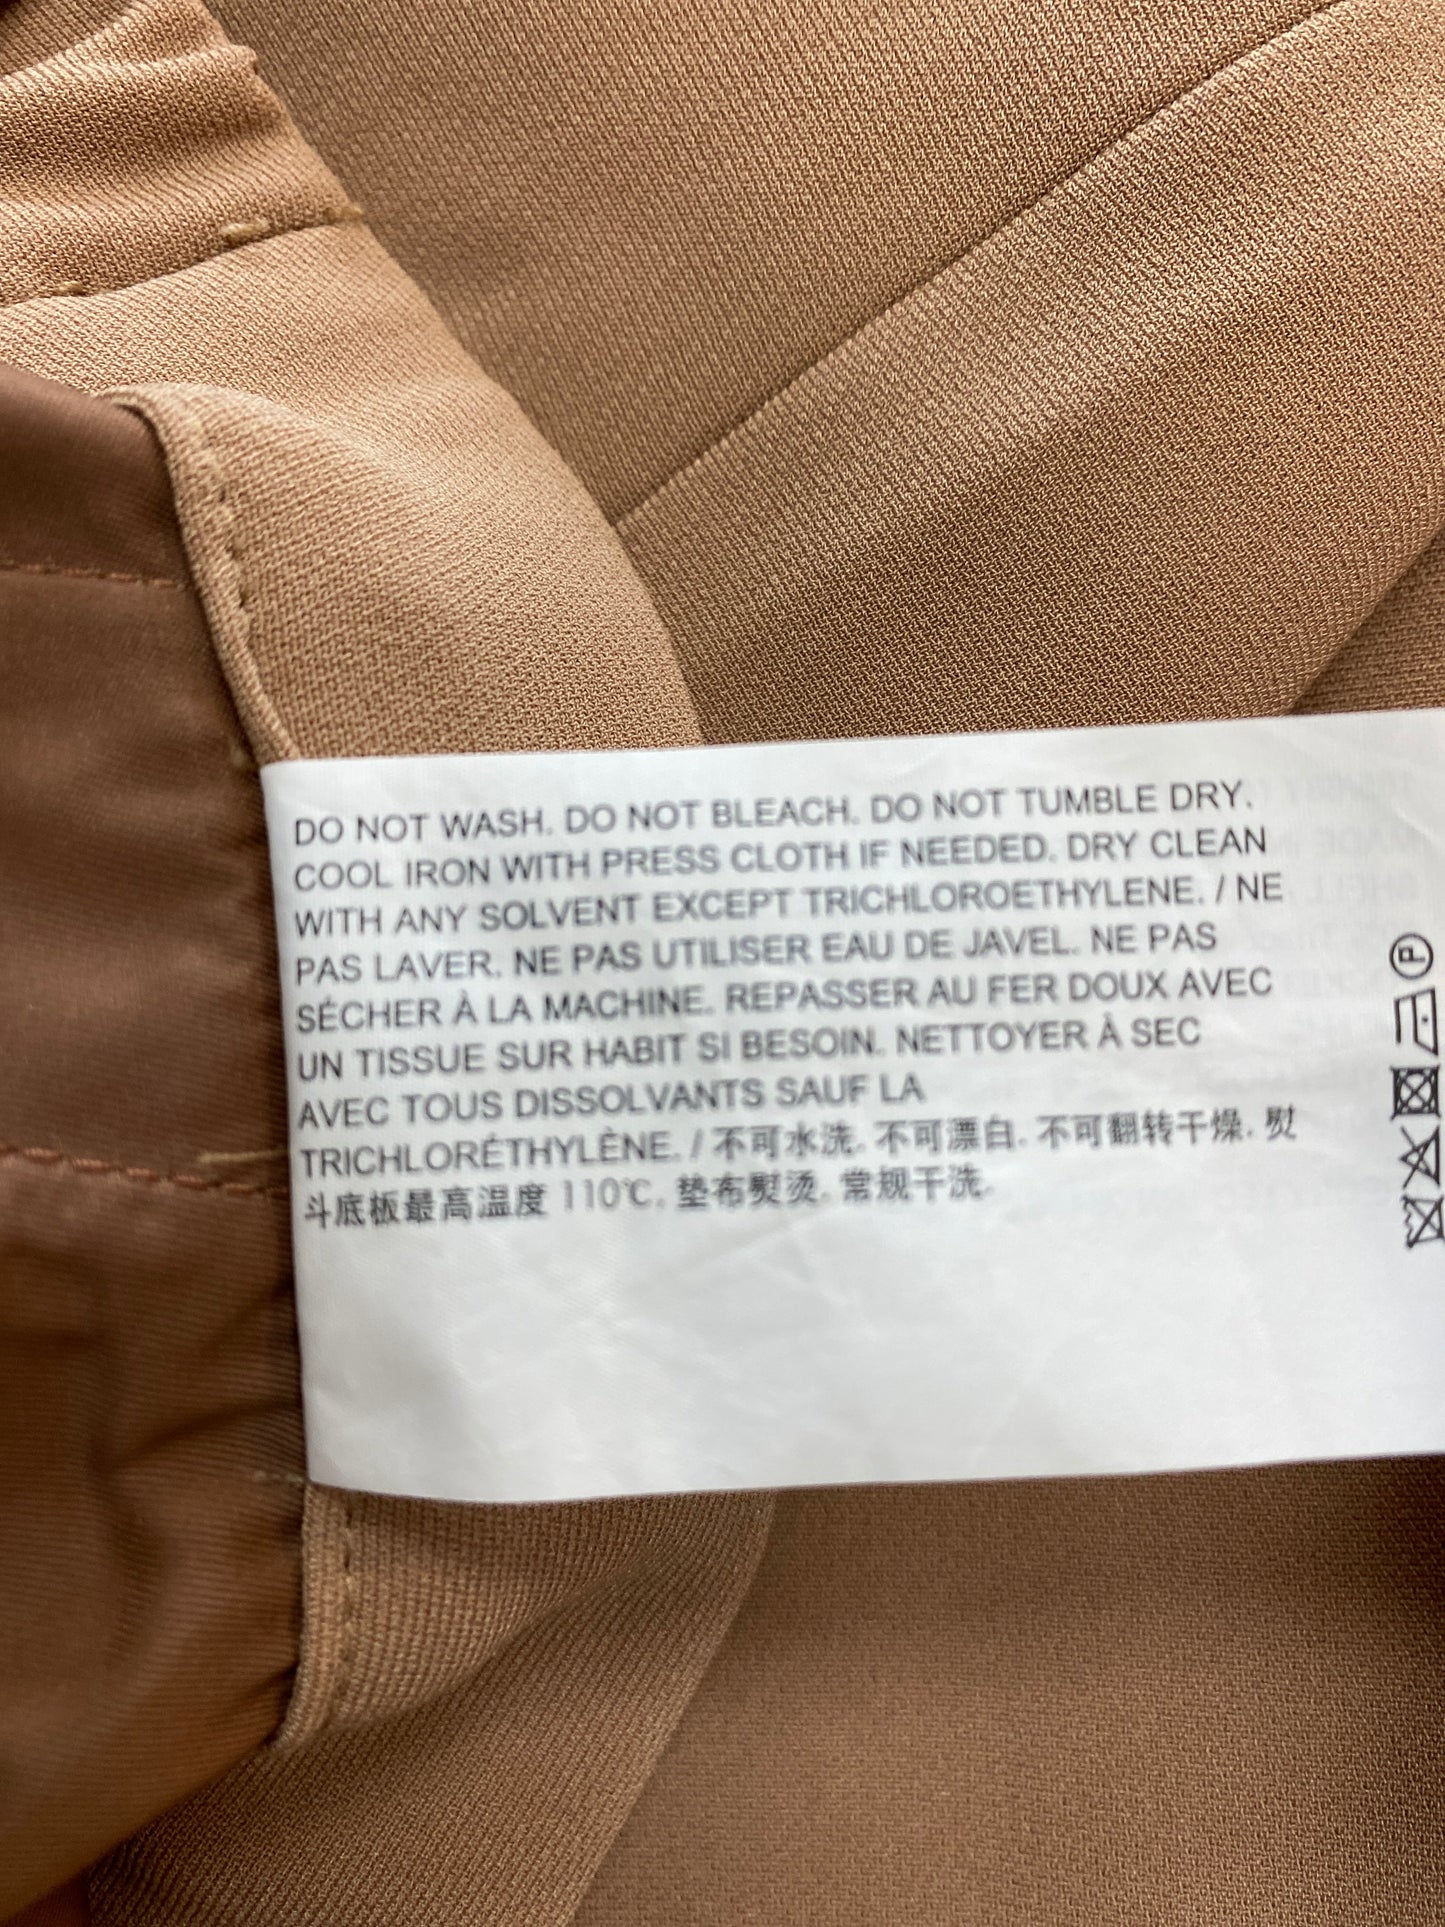 DO NOT WASH. DO NOT BLEACH. DO NOT TUMBLE DRY.
COOL IRON WITH PRESS CLOTH IF NEEDED. DRY CLEAN
WITH ANY SOLVENT EXCEPT TRICHLOROETHYLENE. / NE
PAS LAVER. NE PAS UTILISER EAU DE JAVEL. NE PAS
SÉCHER À LA MACHINE. REPASSER AU FER DOUX AVEC
UN TISSUE SUR HABIT SI BESOIN. NETTOYER À SEC
AVEC TOUS DISSOLVANTS SAUF LA
TRICHLORÉTHYLÈNE. / 不可水洗. 不可漂白. 不可翻转干燥. 熨
斗底板最高温度 110℃. 垫布熨烫. 常规干洗.
P